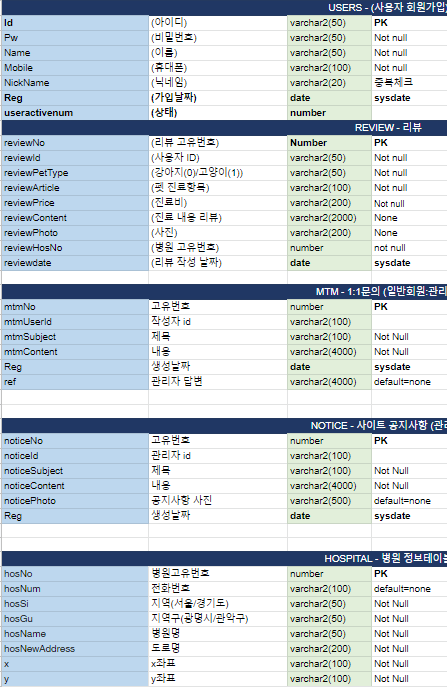 USERS - (사용자 회원가입)
Id (아이디) varchar2(50) PK
Pw (비밀번호) varchar2(50) Not null
Name (이름) varchar2(50) Not null
Mobile (휴대폰) varchar2(100) Not null
NickName (닉네임) varchar2(20) 중복체크
Reg (가입날짜) date sysdate
useractivenum (상태) number
REVIEW - 리뷰
reviewNo (리뷰 고유번호) Number PK
reviewId (사용자 ID) varchar2(50) Not null
reviewPetType (강아지(0)/고양이(1)) varchar2(50) Not null
reviewArticle (펫 진료항목) varchar2(100) Not null
reviewPrice (진료비) varchar2(200) Not null
reviewContent (진료 내용 리뷰) varchar2(2000) None
reviewPhoto (사진) varchar2(200) None
reviewHosNo (병원 고유번호) number not null
reviewdate (리뷰 작성 날짜) date sysdate
MTM - 1:1문의 (일반회원:관리
mtmNo 고유번호 number PK
mtmUserId 작성자 id varchar2(100)
mtmSubject 제목 varchar2(100) Not Null
mtmContent 내용 varchar2(4000) Not Null
Reg 생성날짜 date sysdate
ref 관리자 답변 varchar2(4000) default=none
NOTICE - 사이트 공지사항 (관리
noticeNo 고유번호 number PK
noticeId 관리자 id varchar2(100)
noticeSubject 제목 varchar2(100) Not Null
noticeContent 내용 varchar2(4000) Not Null
noticePhoto 공지사항 사진 varchar2(500) default=none
Reg 생성날짜 date sysdate
HOSPITAL - 병원 정보테이블
hosNo 병원고유번호 number PK
hosNum 전화번호 varchar2(100) default=none
hosSi 지역(서울/경기도) varchar2(50) Not Null
hosGu 지역구(광명시/관악구) varchar2(50) Not Null
hosName 병원명 varchar2(50) Not Null
hosNewAddress 도로명 varchar2(200) Not Null
x x좌표 varchar2(100) Not Null
y y좌표 varchar2(100) Not Null